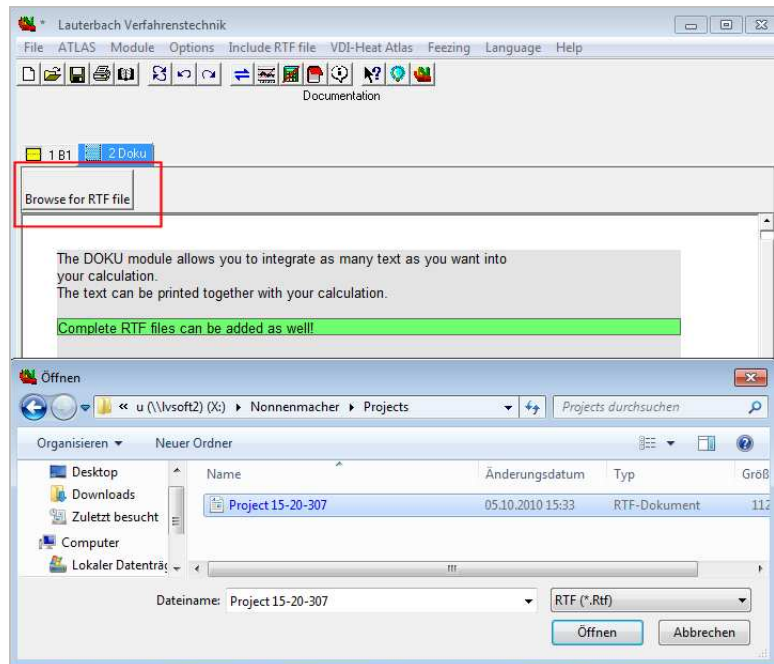 * Lauterbach Verfahrenstechnik
File ATLAS Module Options Include RTF file VDI-Heat Atlas Feezing Language Help
Documentation
1 B1 2 Doku
Browse for RTF file
The DOKU module allows you to integrate as many text as you want into
your calculation.
The text can be printed together with your calculation.
Complete RTF files can be added as well!
Öffnen
« u (\\lvsoft2) (X:) Nonnenmacher Projects Projects durchsuchen
Organisieren Neuer Ordner
Desktop Name Änderungsdatum Typ Größ
Downloads Project 15-20-307 05.10.2010 15:33 RTF-Dokument 112
Zuletzt besucht
Computer
Lokaler Datenträg
Dateiname: Project 15-20-307 RTF (*.Rtf)
Öffnen Abbrechen